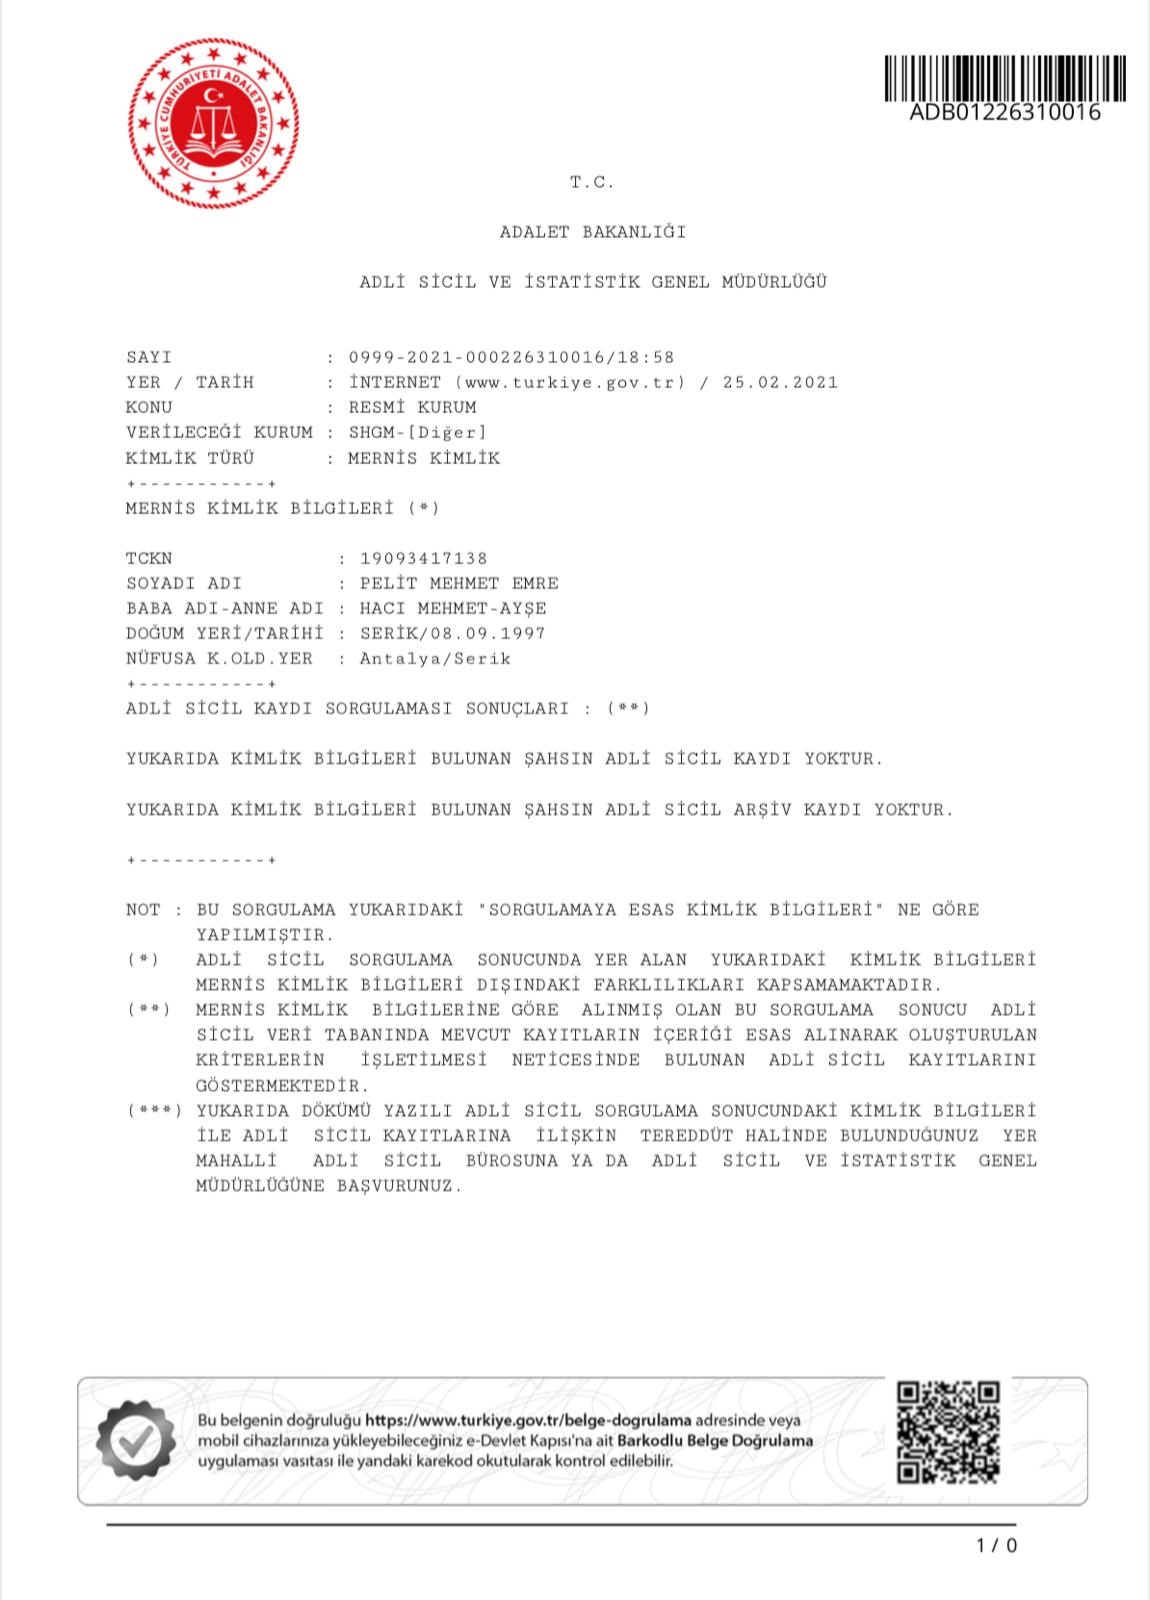 TÜRKİYE CUMHURİYETİ ADALET BAKANLIĞI
ADB01226310016
T.C.
ADALET BAKANLIĞI
ADLİ SİCİL VE İSTATİSTİK GENEL MÜDÜRLÜĞÜ
SAYI : 0999-2021-000226310016/18:58
YER / TARİH : İNTERNET (www.turkiye.gov.tr) / 25.02.2021
KONU : RESMİ KURUM
VERİLECEĞİ KURUM : SHGM-[Diğer]
KİMLİK TÜRÜ : MERNİS KİMLİK
+-----------+
MERNİS KİMLİK BİLGİLERİ (*)
TCKN : 19093417138
SOYADI ADI : PELİT MEHMET EMRE
BABA ADI-ANNE ADI : HACI MEHMET-AYŞE
DOĞUM YERİ/TARİHİ : SERİK/08.09.1997
NÜFUSA K.OLD.YER : Antalya/Serik
+-----------+
ADLİ SİCİL KAYDI SORGULAMASI SONUÇLARI : (**)
YUKARIDA KİMLİK BİLGİLERİ BULUNAN ŞAHSIN ADLİ SİCİL KAYDI YOKTUR.
YUKARIDA KİMLİK BİLGİLERİ BULUNAN ŞAHSIN ADLİ SİCİL ARŞİV KAYDI YOKTUR.
+-----------+
NOT : BU SORGULAMA YUKARIDAKİ "SORGULAMAYA ESAS KİMLİK BİLGİLERİ" NE GÖRE
YAPILMIŞTIR.
(*) ADLİ SİCİL SORGULAMA SONUCUNDA YER ALAN YUKARIDAKİ KİMLİK BİLGİLERİ
MERNİS KİMLİK BİLGİLERİ DIŞINDAKİ FARKLILIKLARI KAPSAMAMAKTADIR.
(**) MERNİS KİMLİK BİLGİLERİNE GÖRE ALINMIŞ OLAN BU SORGULAMA SONUCU ADLİ
SİCİL VERİ TABANINDA MEVCUT KAYITLARIN İÇERİĞİ ESAS ALINARAK OLUŞTURULAN
KRİTERLERİN İŞLETİLMESİ NETİCESİNDE BULUNAN ADLİ SİCİL KAYITLARINI
GÖSTERMEKTEDİR.
(***) YUKARIDA DÖKÜMÜ YAZILI ADLİ SİCİL SORGULAMA SONUCUNDAKİ KİMLİK BİLGİLERİ
İLE ADLİ SİCİL KAYITLARINA İLİŞKİN TEREDDÜT HALİNDE BULUNDUĞUNUZ YER
MAHALLİ ADLİ SİCİL BÜROSUNA YA DA ADLİ SİCİL VE İSTATİSTİK GENEL
MÜDÜRLÜĞÜNE BAŞVURUNUZ.
Bu belgenin doğruluğu https://www.turkiye.gov.tr/belge-dogrulama adresinde veya
mobil cihazlarınıza yükleyebileceğiniz e-Devlet Kapısı'na ait Barkodlu Belge Doğrulama
uygulaması vasıtası ile yandaki karekod okutularak kontrol edilebilir.
1 / 0